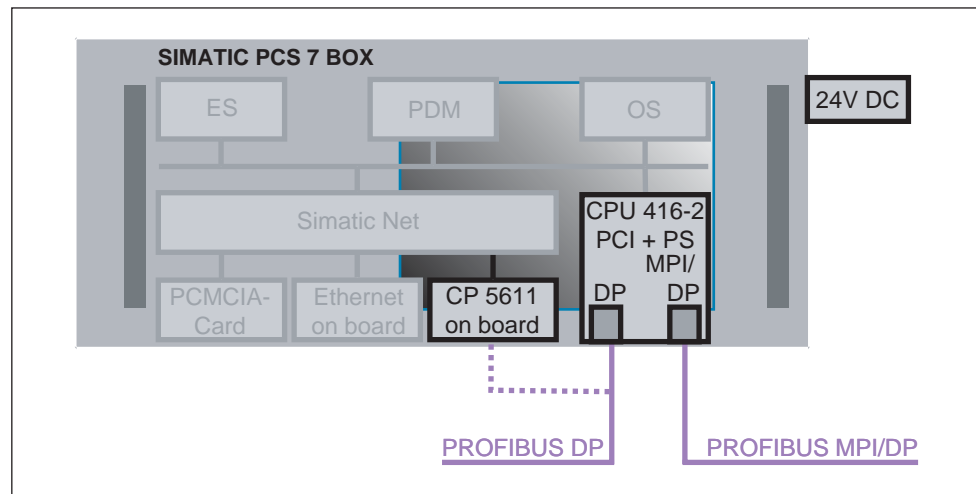 SIMATIC PCS 7 BOX
ES
PDM
OS
24V DC
Simatic Net
CPU 416-2
PCI + PS
MPI/
DP
DP
PCMCIA-
Card
Ethernet
on board
CP 5611
on board
PROFIBUS DP
PROFIBUS MPI/DP